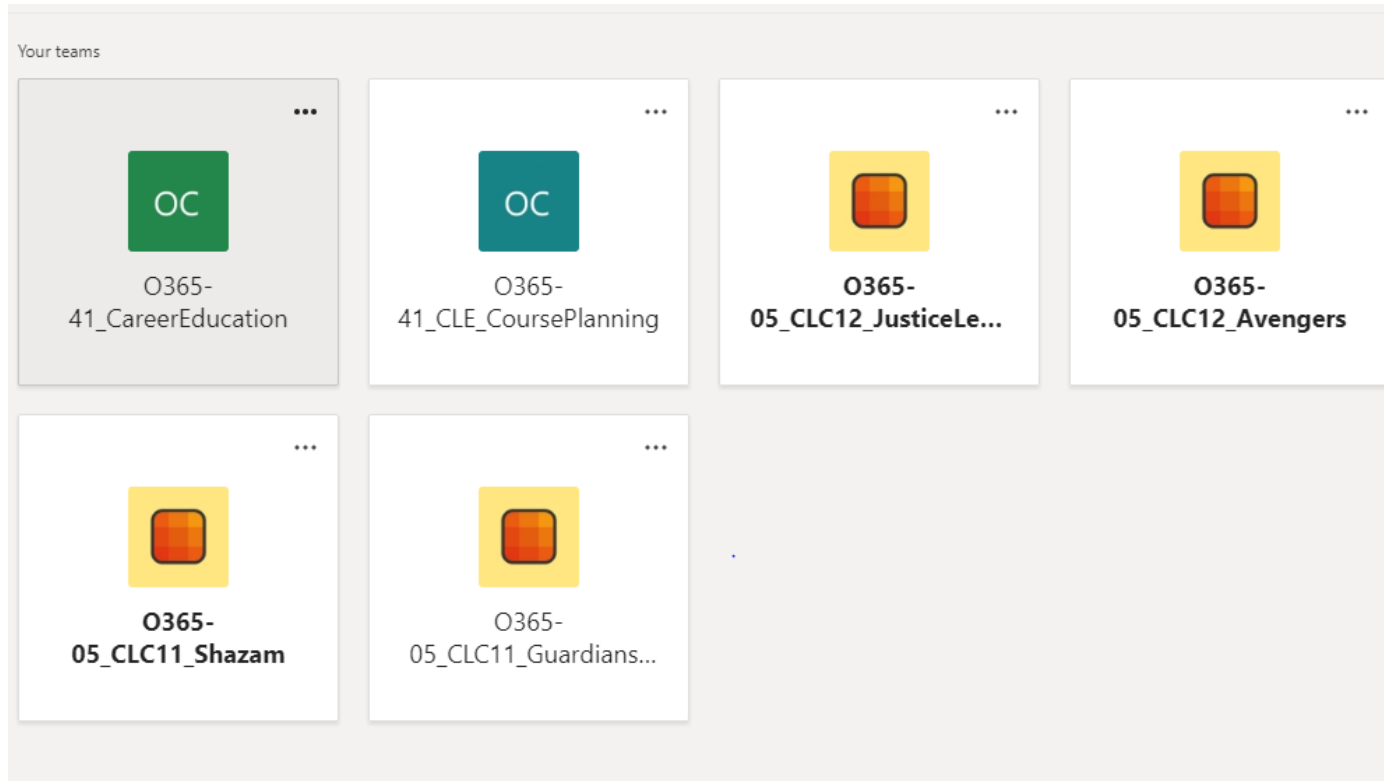 Your teams
OC
O365-
41_CareerEducation
OC
O365-
41_CLE_CoursePlanning
O365-
05_CLC12_JusticeLe...
O365-
05_CLC12_Avengers
O365-
05_CLC11_Shazam
O365-
05_CLC11_Guardians...